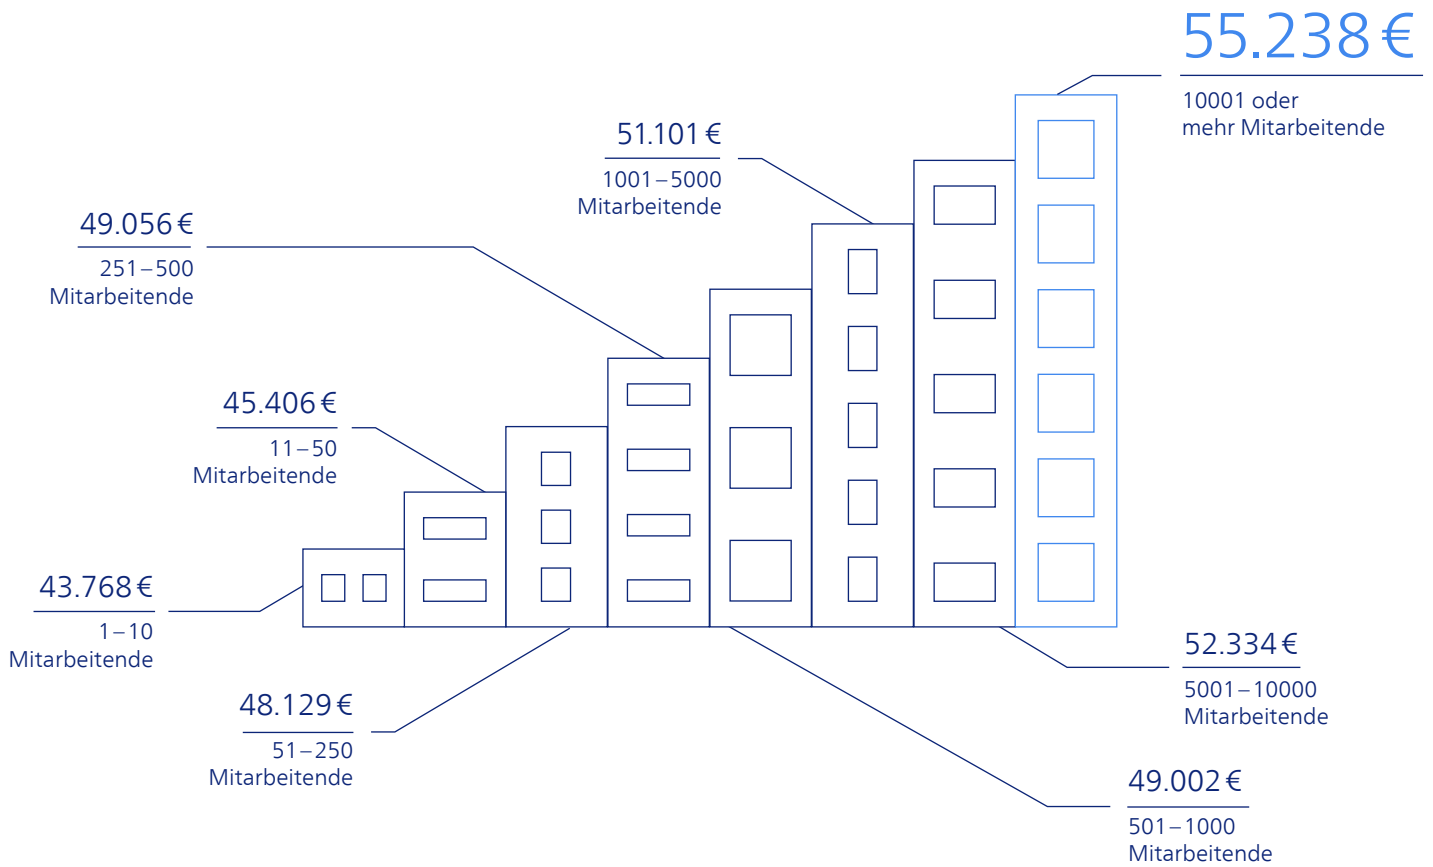 55.238 €
10001 oder
mehr Mitarbeitende
51.101 €
1001–5000
Mitarbeitende
49.056 €
251–500
Mitarbeitende
45.406 €
11–50
Mitarbeitende
43.768 €
1–10
Mitarbeitende
48.129 €
51–250
Mitarbeitende
52.334 €
5001–10000
Mitarbeitende
49.002 €
501–1000
Mitarbeitende